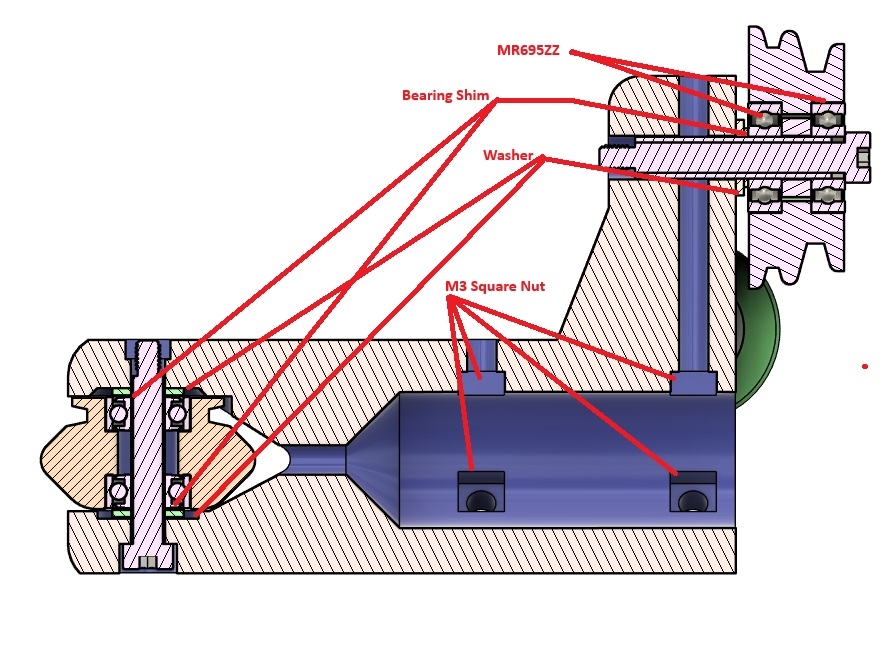 MR695ZZ
Bearing Shim
Washer
M3 Square Nut